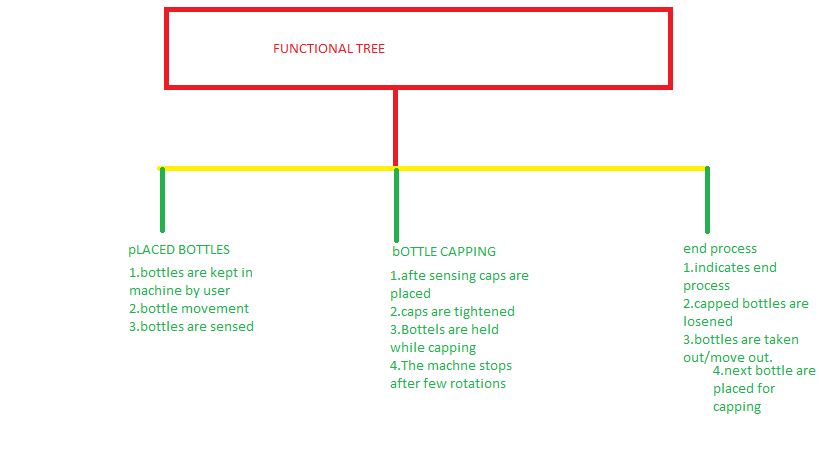 FUNCTIONAL TREE
pLACED BOTTLES
1.bottles are kept in
machine by user
2.bottle movement
3.bottles are sensed
bOTTLE CAPPING
1.afte sensing caps are
placed
2.caps are tightened
3.Bottels are held
while capping
4.The machne stops
after few rotations
end process
1.indicates end
process
2.capped bottles are
losened
3.bottles are taken
out/move out.
4.next bottle are
placed for
capping